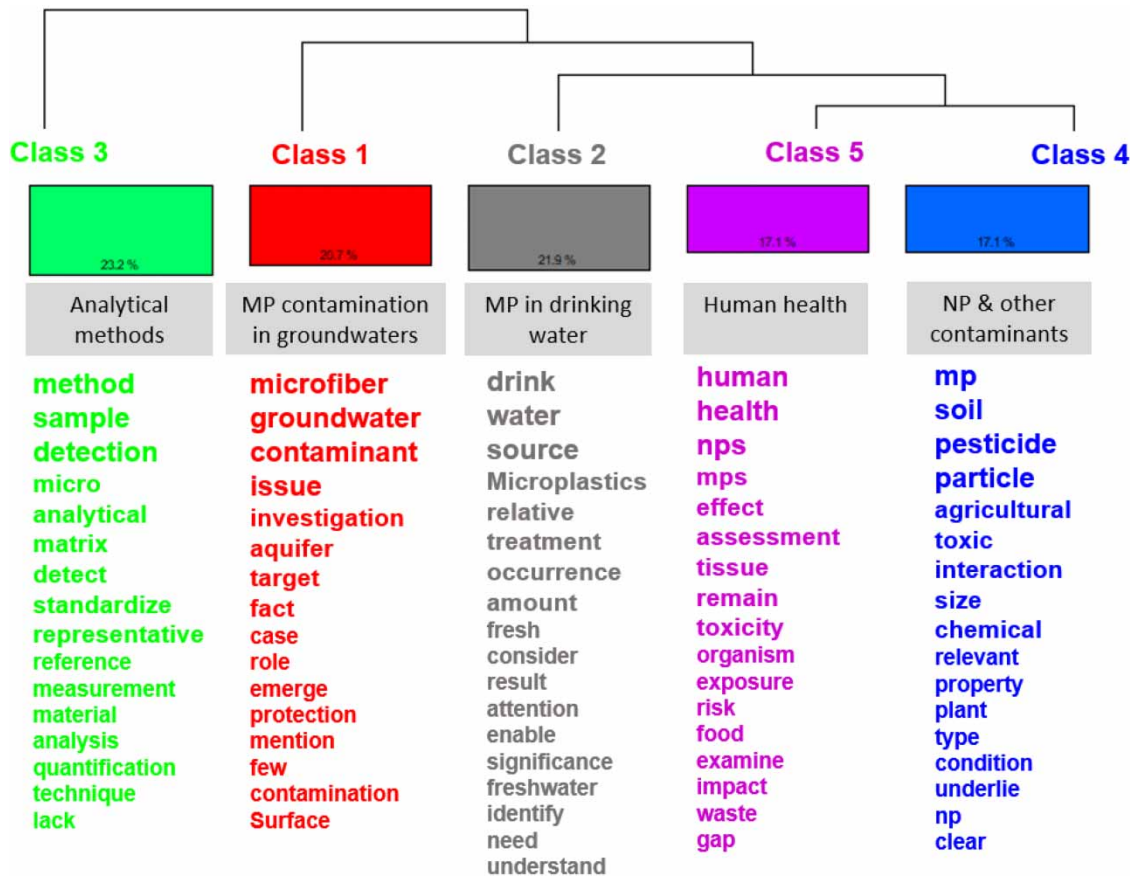 Class 3
Class 1
Class 2
Class 5
Class 4
23.2 %
20.7 %
21.9 %
17.1 %
17.1 %
Analytical
methods
MP contamination
in groundwaters
MP in drinking
water
Human health
NP & other
contaminants
method
sample
detection
micro
analytical
matrix
detect
standardize
representative
reference
measurement
material
analysis
quantification
technique
lack
microfiber
groundwater
contaminant
issue
investigation
aquifer
target
fact
case
role
emerge
protection
mention
few
contamination
Surface
drink
water
source
Microplastics
relative
treatment
occurrence
amount
fresh
consider
result
attention
enable
significance
freshwater
identify
need
understand
human
health
nps
mps
effect
assessment
tissue
remain
toxicity
organism
exposure
risk
food
examine
impact
waste
gap
mp
soil
pesticide
particle
agricultural
toxic
interaction
size
chemical
relevant
property
plant
type
condition
underlie
np
clear